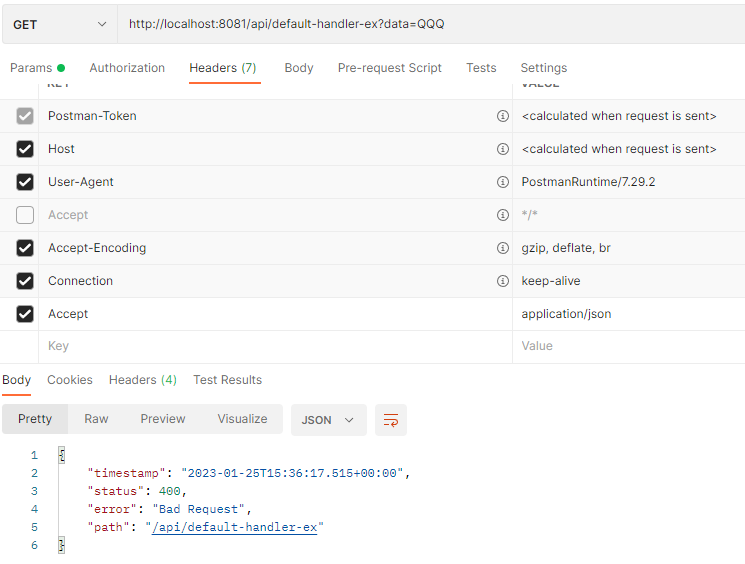 GET http://localhost:8081/api/default-handler-ex?data=QQQ
Params Authorization Headers (7) Body Pre-request Script Tests Settings
KEY VALUE
Postman-Token <calculated when request is sent>
Host <calculated when request is sent>
User-Agent PostmanRuntime/7.29.2
Accept */*
Accept-Encoding gzip, deflate, br
Connection keep-alive
Accept application/json
Key Value
Body Cookies Headers (4) Test Results
Pretty Raw Preview Visualize JSON
1 {
2 "timestamp": "2023-01-25T15:36:17.515+00:00",
3 "status": 400,
4 "error": "Bad Request",
5 "path": "/api/default-handler-ex"
6 }